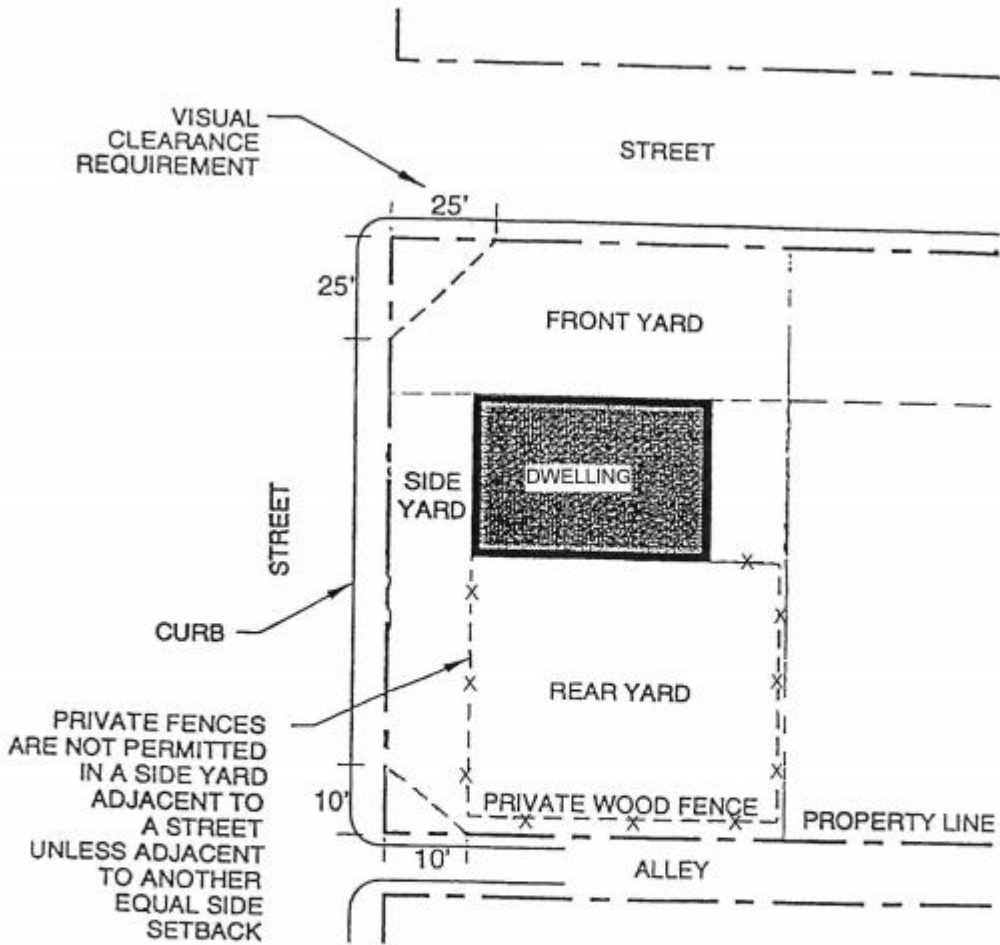 VISUAL
CLEARANCE
REQUIREMENT
STREET
25'
25'
FRONT YARD
DWELLING
SIDE
YARD
STREET
CURB
REAR YARD
PRIVATE FENCES
ARE NOT PERMITTED
IN A SIDE YARD
ADJACENT TO
A STREET
UNLESS ADJACENT
TO ANOTHER
EQUAL SIDE
SETBACK
10'
10'
PRIVATE WOOD FENCE
PROPERTY LINE
ALLEY